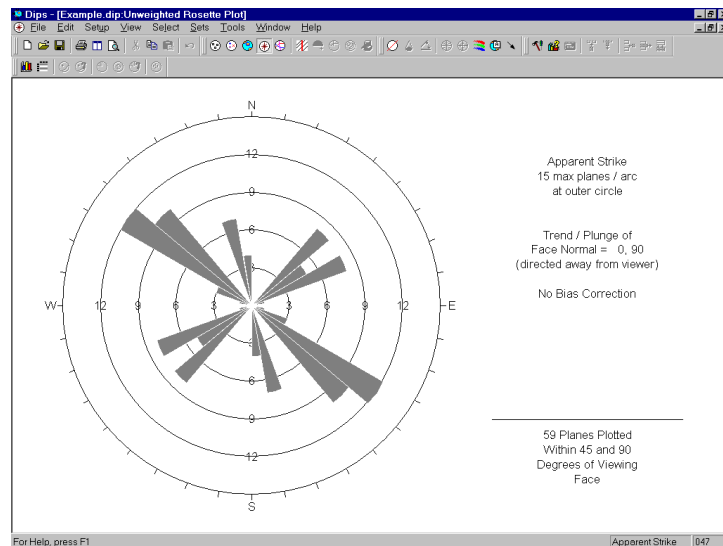 Dips - [Example.dip:Unweighted Rosette Plot]
File Edit Setup View Select Sets Tools Window Help
N
12
9
6
3
W 12 9 6 3 3 6 9 12 E
3
6
9
12
S
Apparent Strike
15 max planes / arc
at outer circle
Trend / Plunge of
Face Normal = 0, 90
(directed away from viewer)
No Bias Correction
59 Planes Plotted
Within 45 and 90
Degrees of Viewing
Face
For Help, press F1
Apparent Strike 047